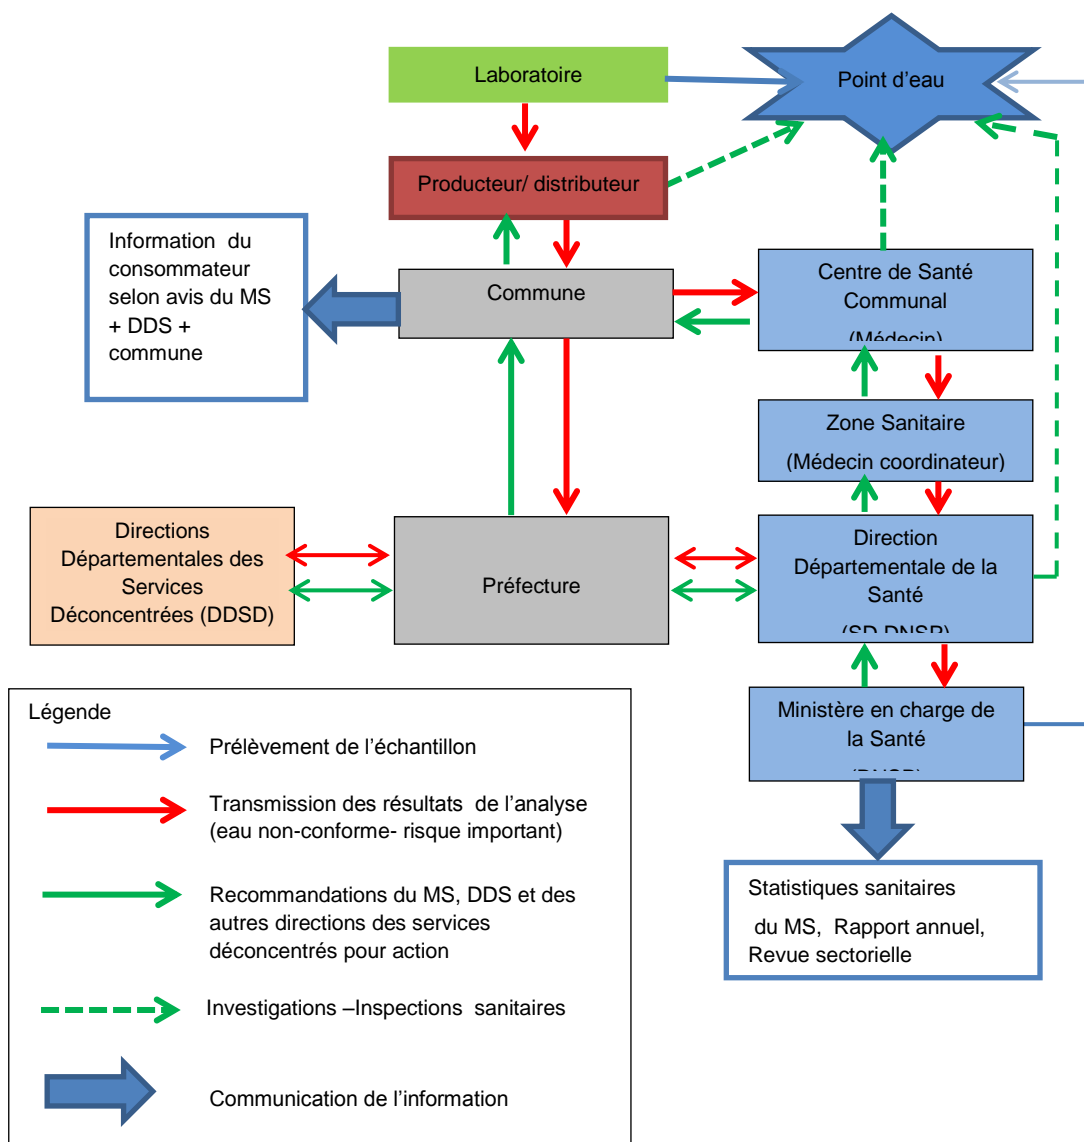 Laboratoire
Point d'eau
Producteur/ distributeur
Information du
consommateur
selon avis du MS
+ DDS +
commune
Commune
Centre de Santé
Communal
(Médecin)
Zone Sanitaire
(Médecin coordinateur)
Directions
Départementales des
Services
Déconcentrées (DDSD)
Préfecture
Direction
Départementale de la
Santé
(SD DNSP)
Ministère en charge de
la Santé
Statistiques sanitaires
du MS, Rapport annuel,
Revue sectorielle
Légende
Prélèvement de l'échantillon
Transmission des résultats de l'analyse
(eau non-conforme- risque important)
Recommandations du MS, DDS et des
autres directions des services
déconcentrés pour action
Investigations –Inspections sanitaires
Communication de l'information